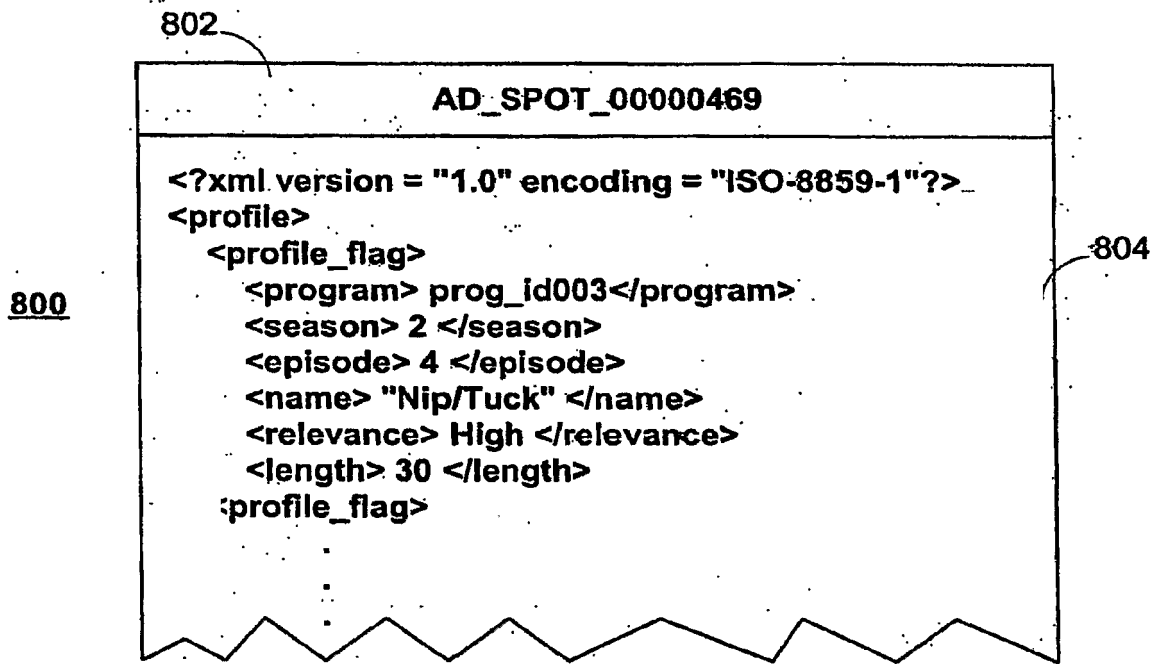 802
AD_SPOT_00000469
<?xml version = "1.0" encoding = "ISO-8859-1"?>
<profile>
<profile_flag>
804
<program> prog_id003</program>
800
<season> 2 </season>
<episode> 4 </episode>
<name> "Nip/Tuck" </name>
<relevance> High </relevance>
<length> 30 </length>
<profile_flag>